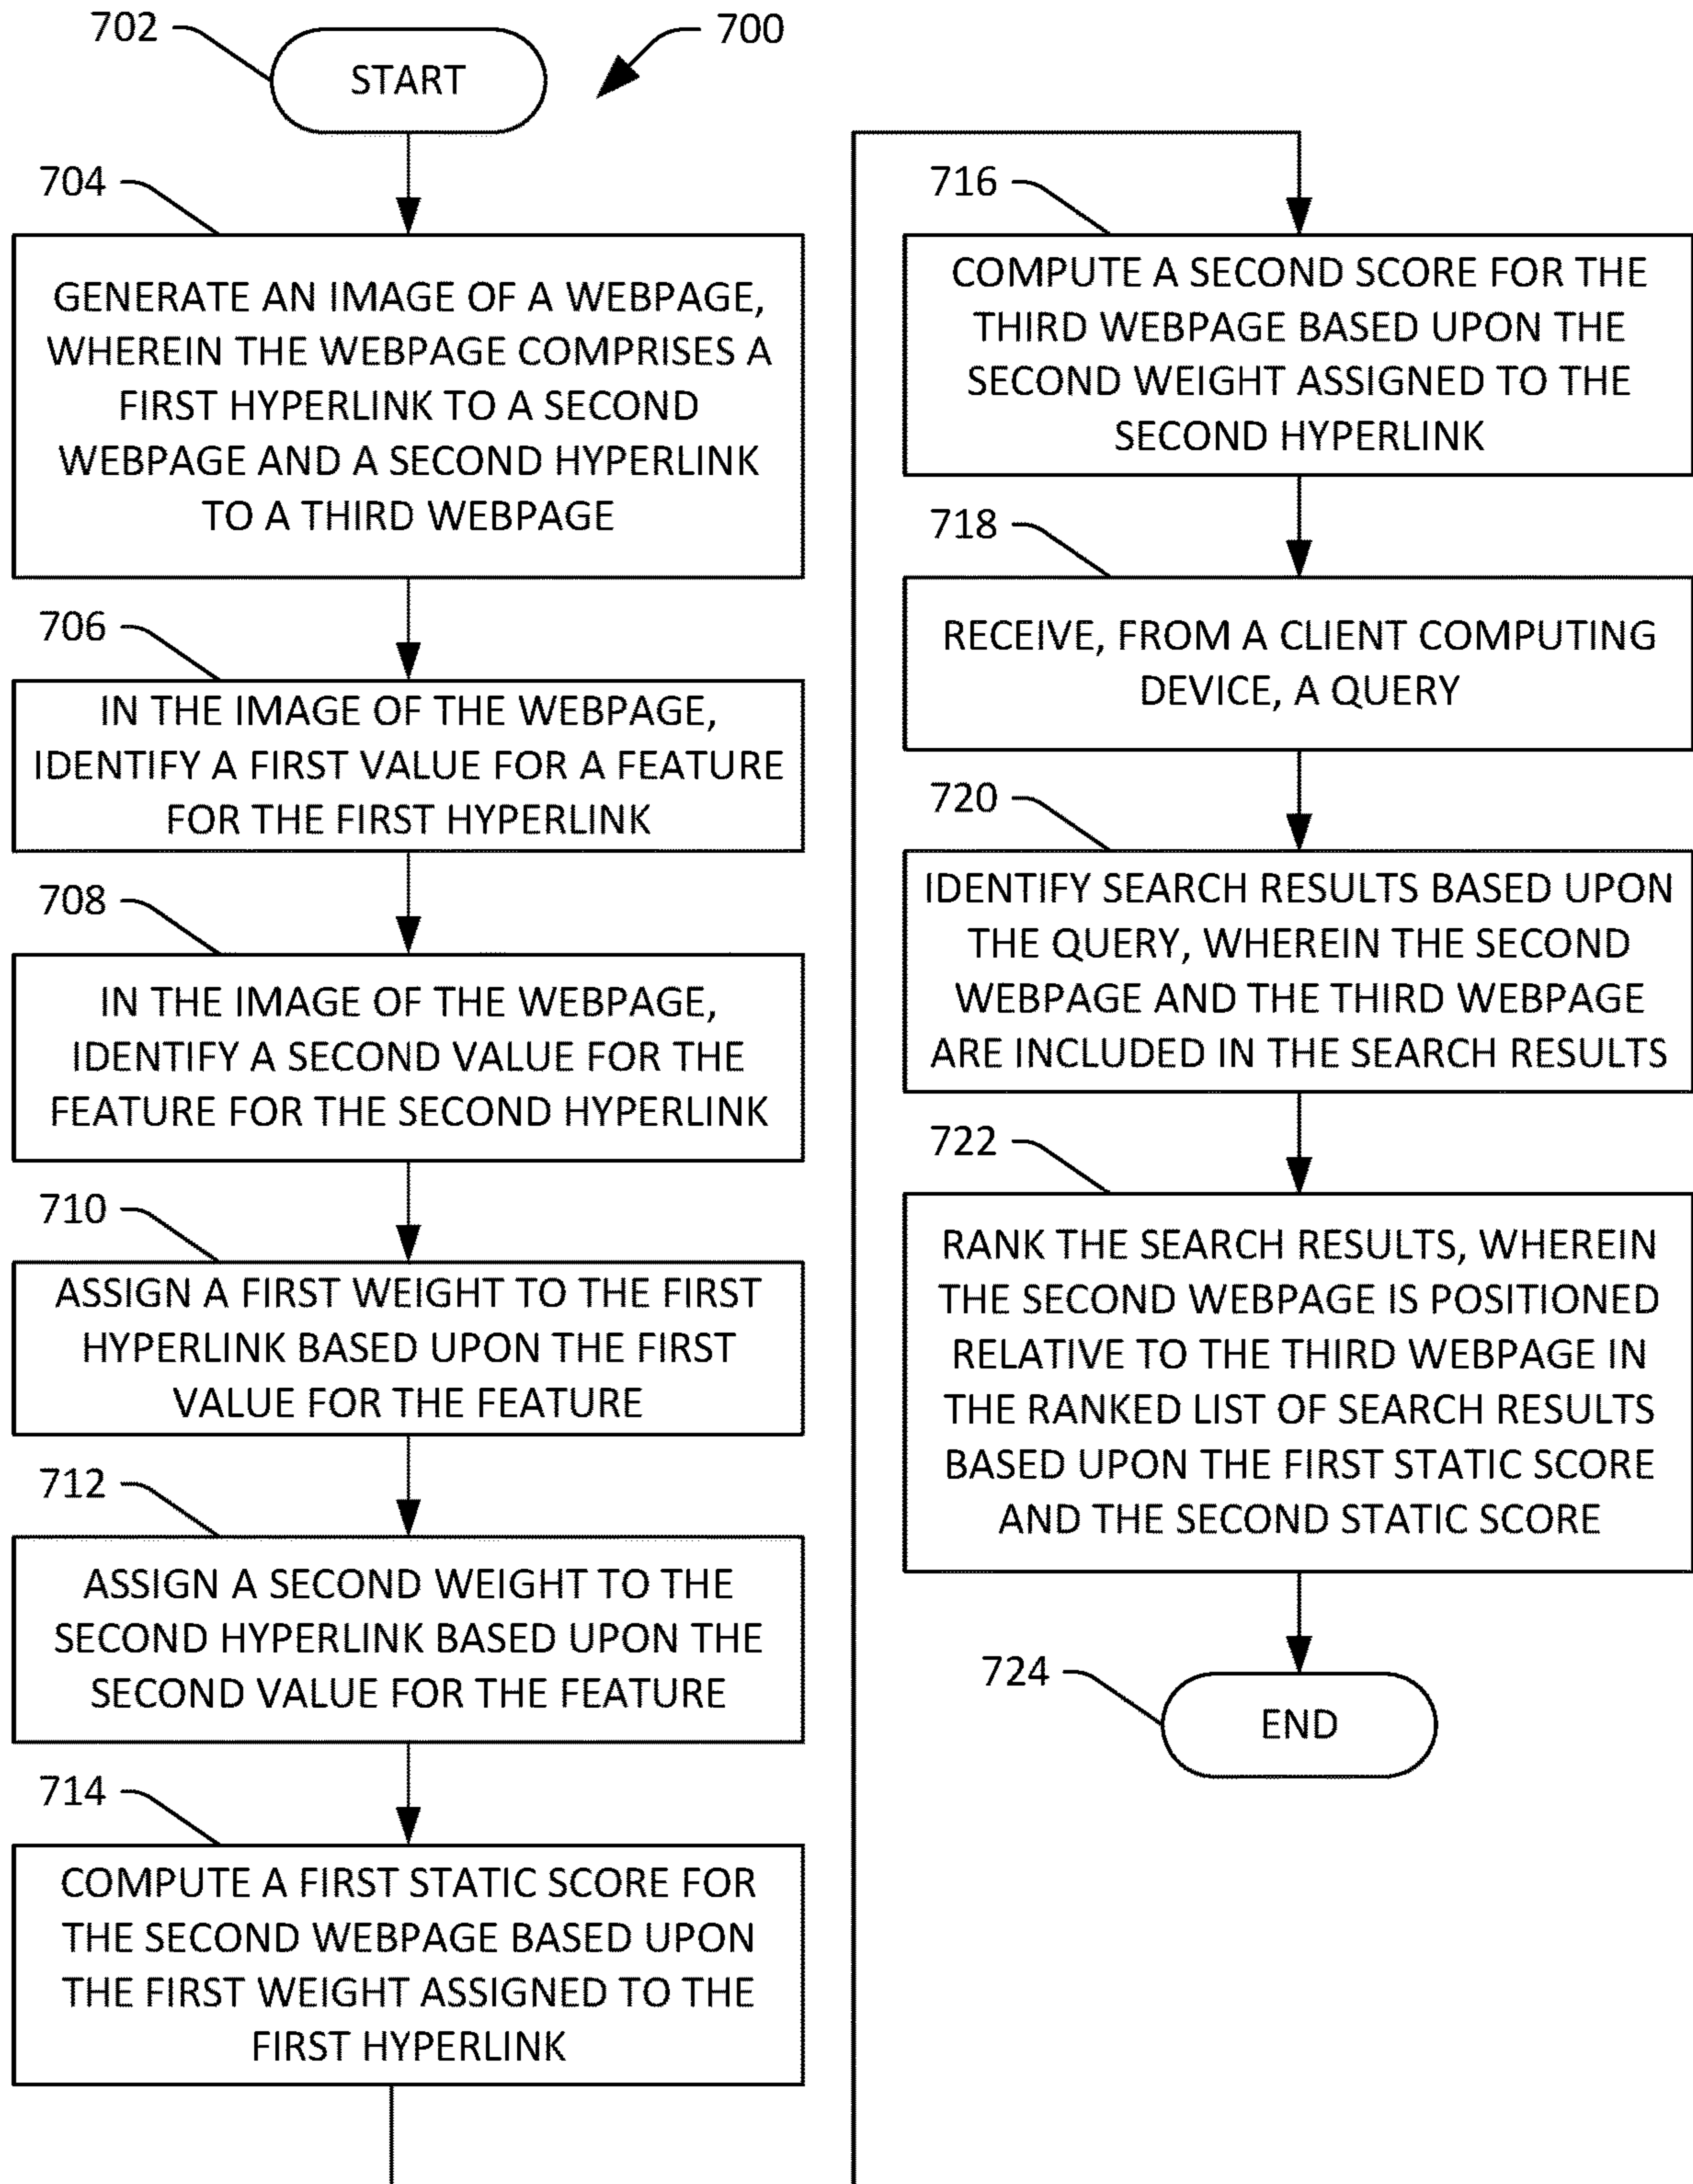 702
START
700
704
GENERATE AN IMAGE OF A WEBPAGE,
WHEREIN THE WEBPAGE COMPRISES A
FIRST HYPERLINK TO A SECOND
WEBPAGE AND A SECOND HYPERLINK
TO A THIRD WEBPAGE
706
IN THE IMAGE OF THE WEBPAGE,
IDENTIFY A FIRST VALUE FOR A FEATURE
FOR THE FIRST HYPERLINK
708
IN THE IMAGE OF THE WEBPAGE,
IDENTIFY A SECOND VALUE FOR THE
FEATURE FOR THE SECOND HYPERLINK
710
ASSIGN A FIRST WEIGHT TO THE FIRST
HYPERLINK BASED UPON THE FIRST
VALUE FOR THE FEATURE
712
ASSIGN A SECOND WEIGHT TO THE
SECOND HYPERLINK BASED UPON THE
SECOND VALUE FOR THE FEATURE
714
COMPUTE A FIRST STATIC SCORE FOR
THE SECOND WEBPAGE BASED UPON
THE FIRST WEIGHT ASSIGNED TO THE
FIRST HYPERLINK
716
COMPUTE A SECOND SCORE FOR THE
THIRD WEBPAGE BASED UPON THE
SECOND WEIGHT ASSIGNED TO THE
SECOND HYPERLINK
718
RECEIVE, FROM A CLIENT COMPUTING
DEVICE, A QUERY
720
IDENTIFY SEARCH RESULTS BASED UPON
THE QUERY, WHEREIN THE SECOND
WEBPAGE AND THE THIRD WEBPAGE
ARE INCLUDED IN THE SEARCH RESULTS
722
RANK THE SEARCH RESULTS, WHEREIN
THE SECOND WEBPAGE IS POSITIONED
RELATIVE TO THE THIRD WEBPAGE IN
THE RANKED LIST OF SEARCH RESULTS
BASED UPON THE FIRST STATIC SCORE
AND THE SECOND STATIC SCORE
724
END